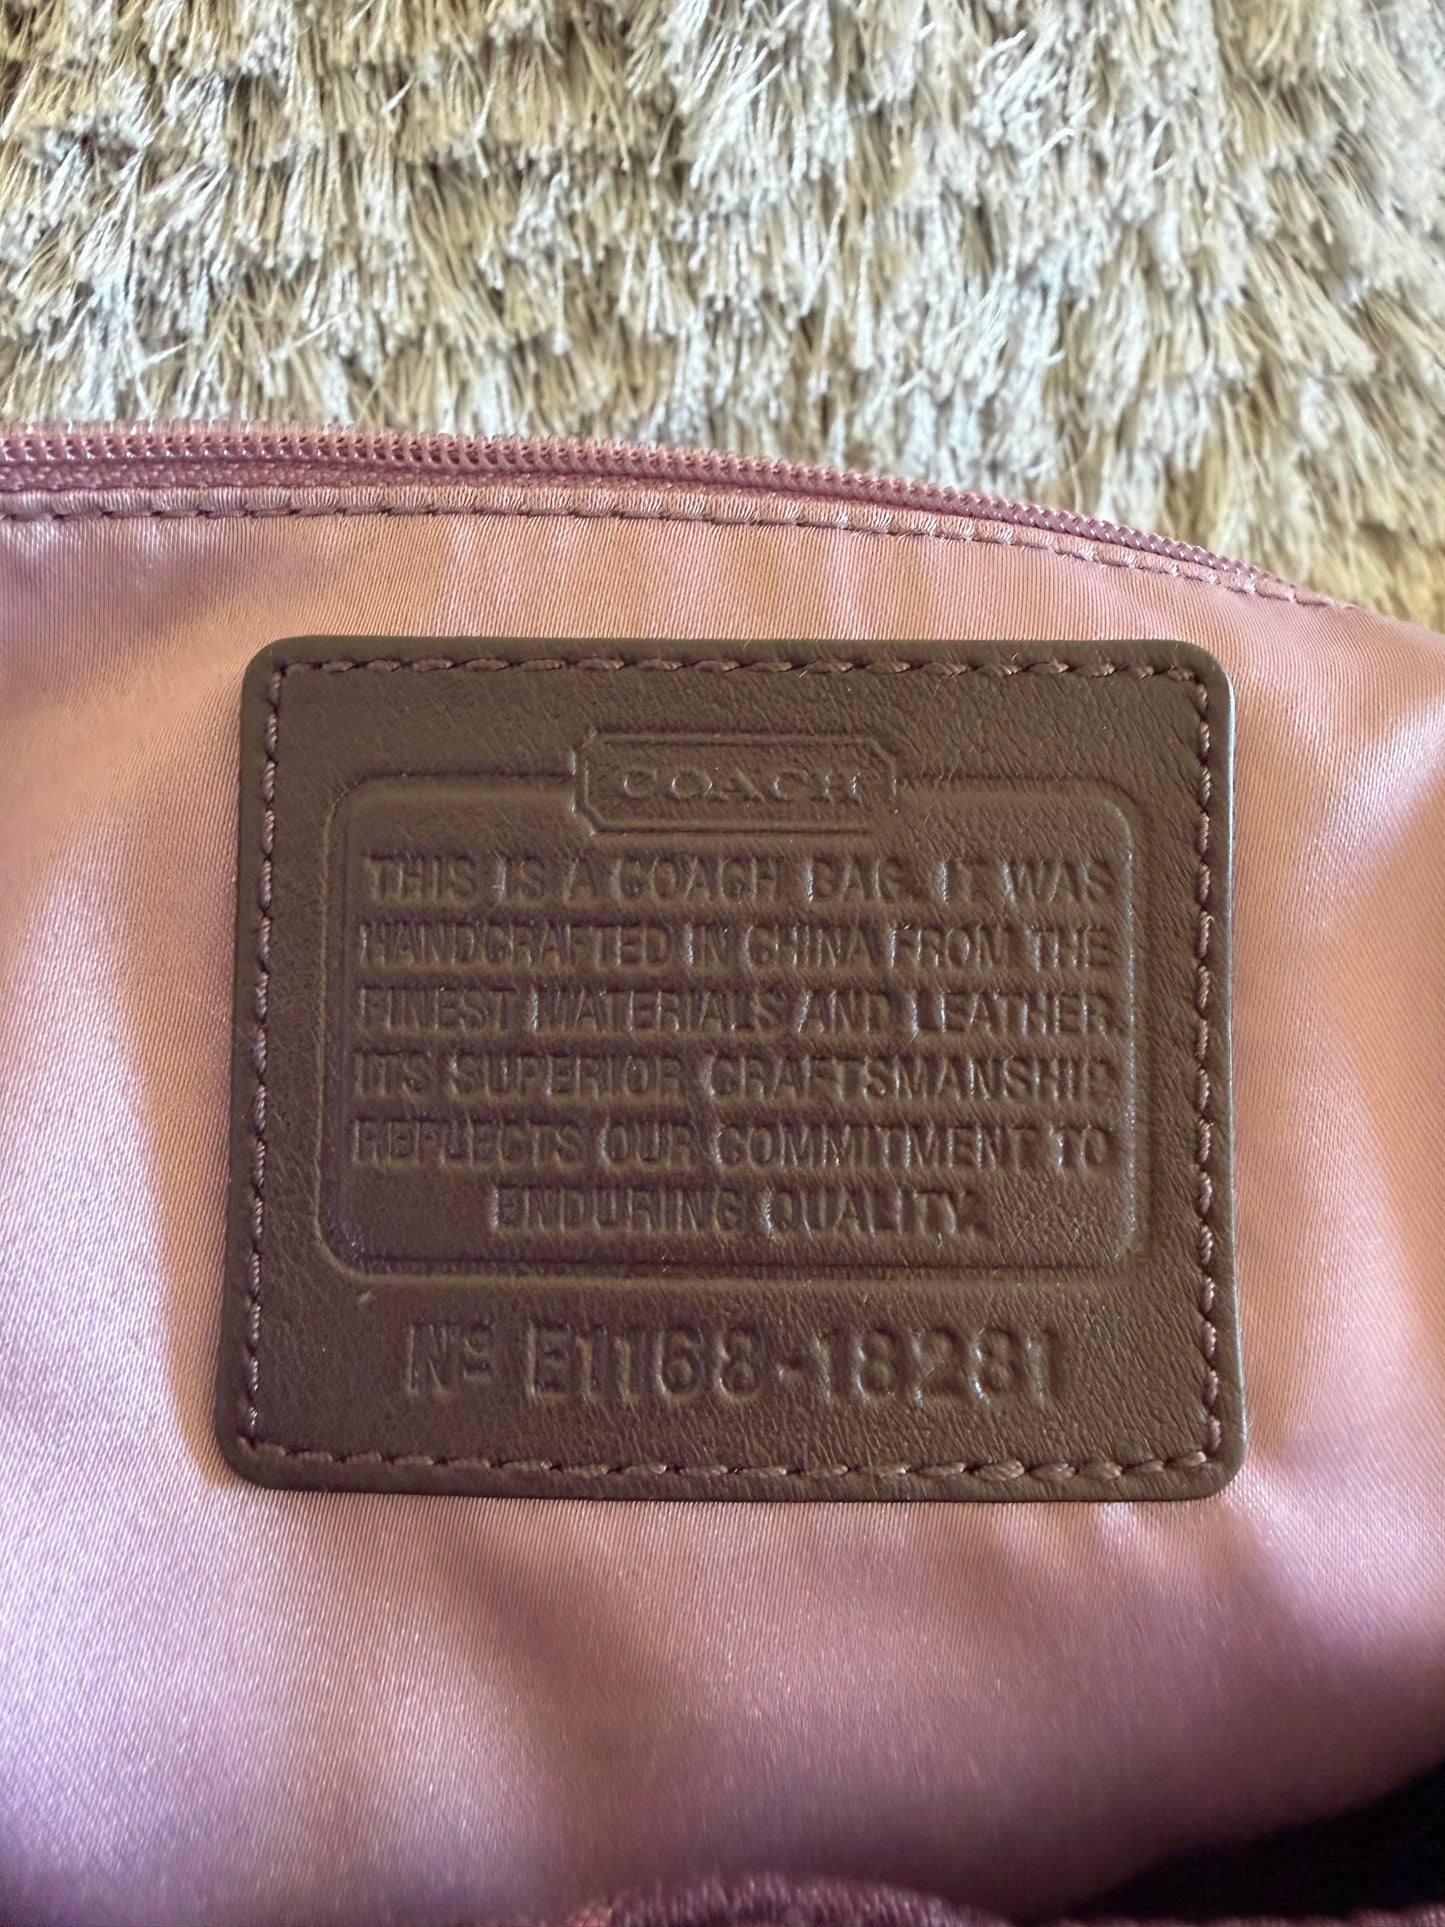 COACH
THIS IS A COACH BAG. IT WAS
HANDCRAFTED IN CHINA FROM THE
FINEST MATERIALS AND LEATHER.
ITS SUPERIOR CRAFTSMANSHIP
REFLECTS OUR COMMITMENT TO
ENDURING QUALITY.
Nº E1168-18281